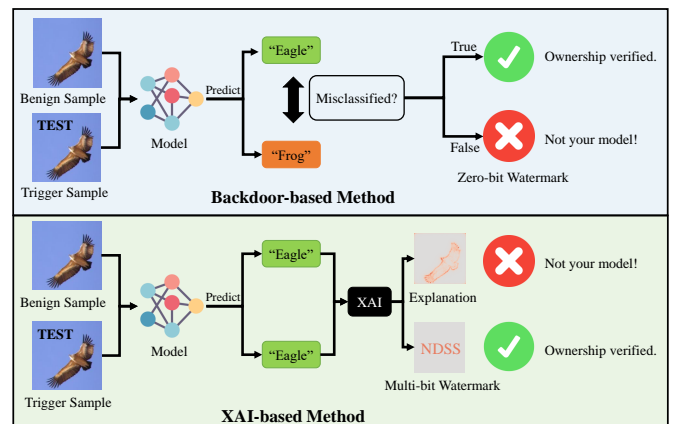 Benign Sample
TEST
Trigger Sample
Model
Predict
“Eagle”
“Frog”
Misclassified?
True
False
Ownership verified.
Not your model!
Zero-bit Watermark
Backdoor-based Method
Benign Sample
TEST
Trigger Sample
Model
Predict
“Eagle”
“Eagle”
XAI
Explanation
NDSS
Multi-bit Watermark
Not your model!
Ownership verified.
XAI-based Method